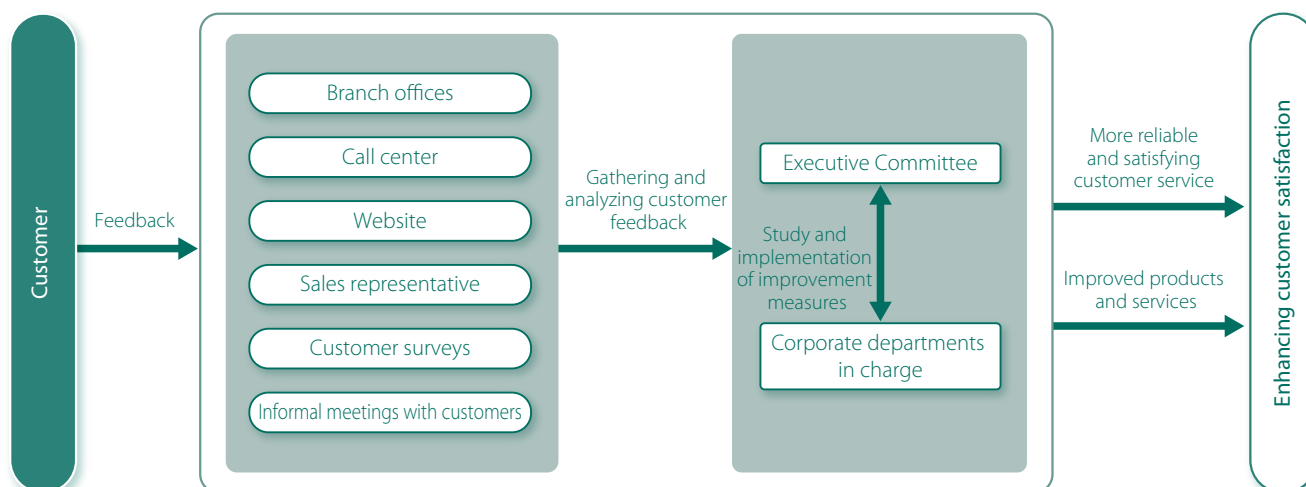 Customer
Feedback
Branch offices
Call center
Website
Sales representative
Customer surveys
Informal meetings with customers
Gathering and
analyzing customer
feedback
Executive Committee
Study and
implementation
of improvement
measures
Corporate departments
in charge
More reliable
and satisfying
customer service
Improved products
and services
Enhancing customer satisfaction